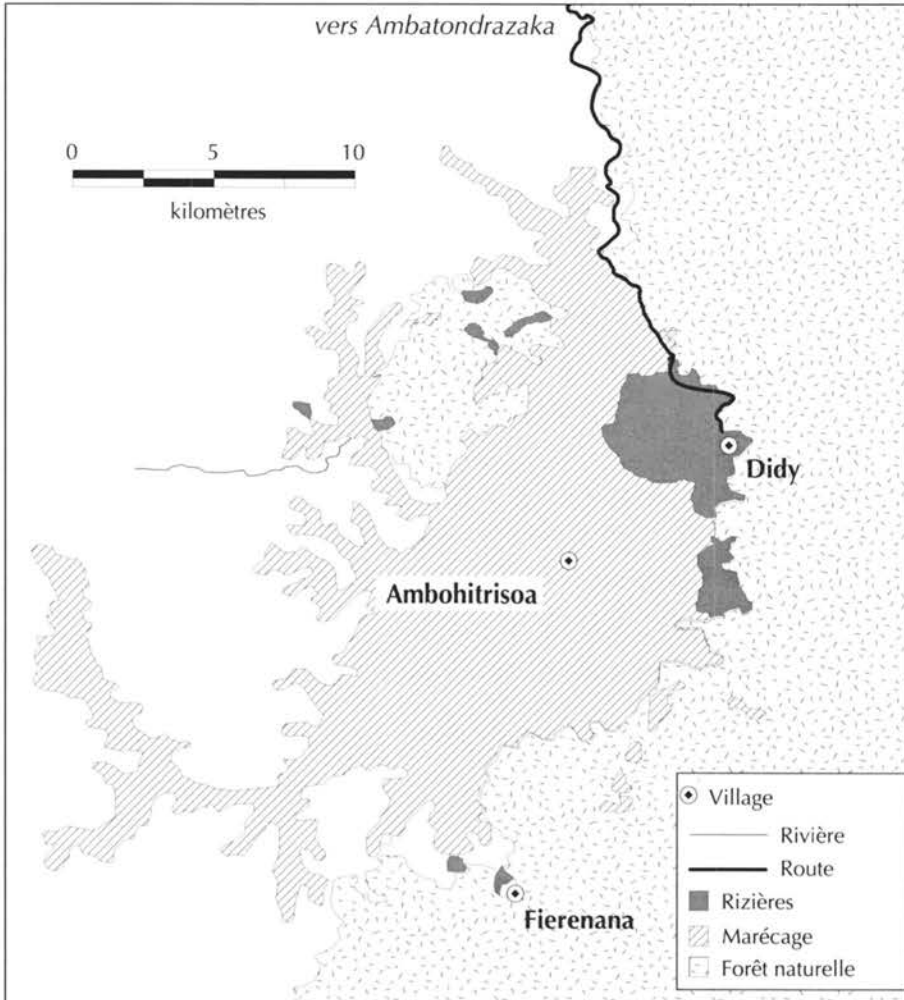 vers Ambatondrazaka
0 5 10
kilomètres
Didy
Ambohitrisoa
Fierenana
Village
Rivière
Route
Rizières
Marécage
Forêt naturelle